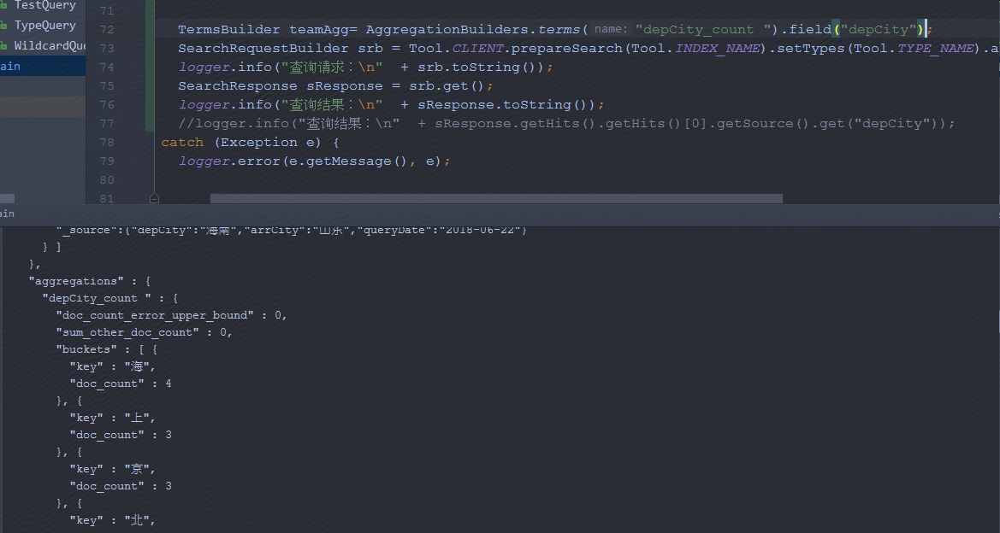 TestQuery
TypeQuery
WildcardQue
ain
71
72 TermsBuilder teamAgg= AggregationBuilders.terms( name: "depCity_count ").field("depCity");
73 SearchRequestBuilder srb = Tool.CLIENT.prepareSearch(Tool.INDEX_NAME).setTypes(Tool.TYPE_NAME).a
74 logger.info("查询请求：\n" + srb.toString());
75 SearchResponse sResponse = srb.get();
76 logger.info("查询结果：\n" + sResponse.toString());
77 //logger.info("查询结果：\n" + sResponse.getHits().getHits()[0].getSource().get("depCity"));
78 catch (Exception e) {
79 logger.error(e.getMessage(), e);
80
81
ain
"_source":{"depCity":"海南","arrCity":"山东","queryDate":"2018-06-22"}
} ]
},
"aggregations" : {
"depCity_count " : {
"doc_count_error_upper_bound" : 0,
"sum_other_doc_count" : 0,
"buckets" : [ {
"key" : "海",
"doc_count" : 4
}, {
"key" : "上",
"doc_count" : 3
}, {
"key" : "京",
"doc_count" : 3
}, {
"key" : "北",